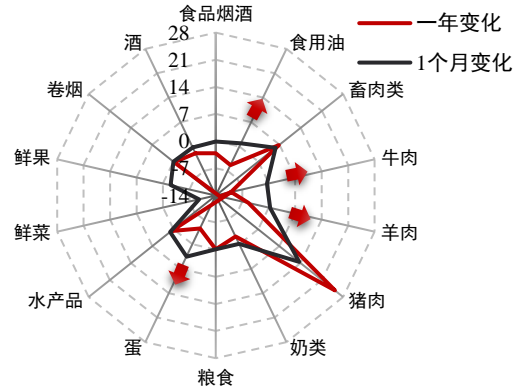 食品烟酒
食用油
畜肉类
牛肉
羊肉
猪肉
奶类
粮食
蛋
水产品
鲜菜
鲜果
卷烟
酒
28
21
14
7
0
-7
-14
一年变化
1个月变化